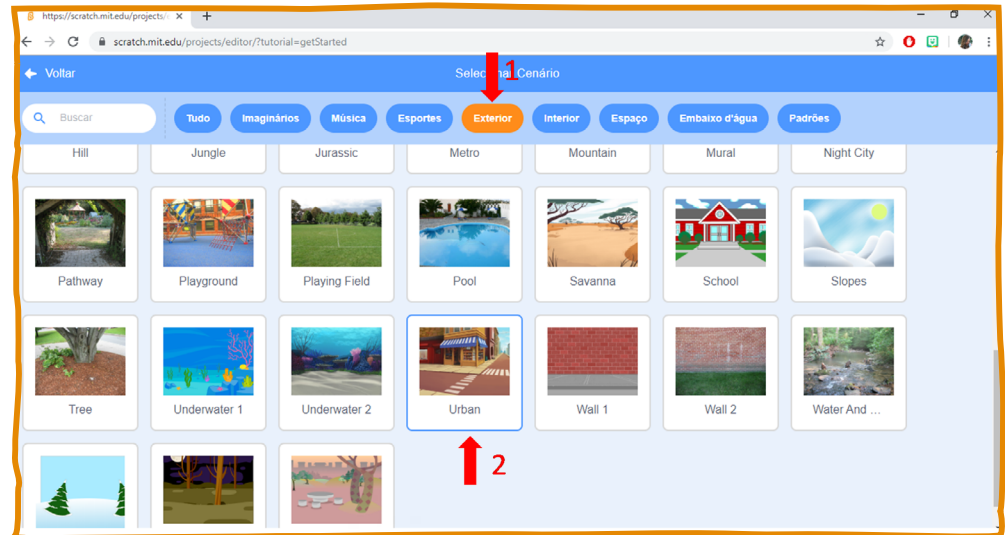 https://scratch.mit.edu/projects/e
scratch.mit.edu/projects/editor/?tutorial=getStarted
1
Voltar
Cenário
Buscar
Tudo
Imaginários
Música
Esportes
Exterior
Interior
Espaço
Embaixo d'água
Padrões
Hill
Jungle
Jurassic
Metro
Mountain
Mural
Night City
Pathway
Playground
Playing Field
Pool
Savanna
School
Slopes
Tree
Underwater 1
Underwater 2
Urban
Wall 1
Wall 2
Water And ...
2